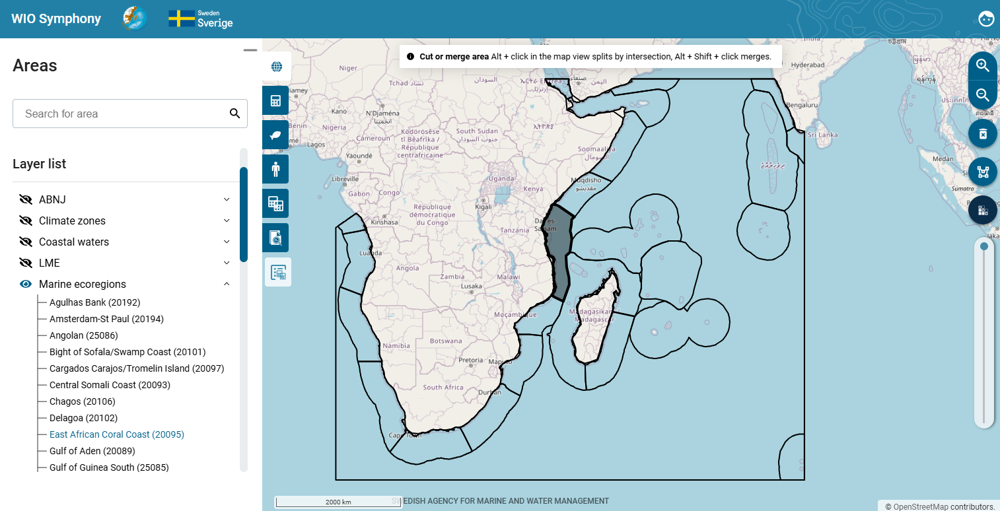 WIO Symphony
Sweden
Sverige
Areas
Search for area
Layer list
ABNJ
Climate zones
Coastal waters
LME
Marine ecoregions
Agulhas Bank (20192)
Amsterdam-St Paul (20194)
Angolan (25086)
Bight of Sofala/Swamp Coast (20101)
Cargados Carajos/Tromelin Island (20097)
Central Somali Coast (20093)
Chagos (20106)
Delagoa (20102)
East African Coral Coast (20095)
Gulf of Aden (20089)
Gulf of Guinea South (25085)
Cut or merge area Alt + click in the map view splits by intersection, Alt + Shift + click merges.
Niger
Tchad تشاد
السودان
صنعاء
اليمن
Hyderabad
Bengaluru
Kano
N'Djaména
انجمينا
Bénin
Nigeria
Lagos
Cameroun
Ködörösêse
tî Bêafrîka /
République
centrafricaine
South Sudan
جنوب السودان
Yaoundé
Libreville
Gabon
Congo
Kinshasa
République
démocratique
du Congo
Uganda
Kenya
Kigali
Tanzania
Dar es-
Salaam
Soomaaliya
الصومال
Muqdisho
مقديشو
Sri Lanka
Medan
Sumatra
Luanda
Angola
Zambia
Malawi
Lusaka
Moçambique
Madagasikara
Madagascar
Namibia
Botswana
Pretoria
Maputo
South Africa
Durban
Cape Town
2000 km
SWEDISH AGENCY FOR MARINE AND WATER MANAGEMENT
© OpenStreetMap contributors.